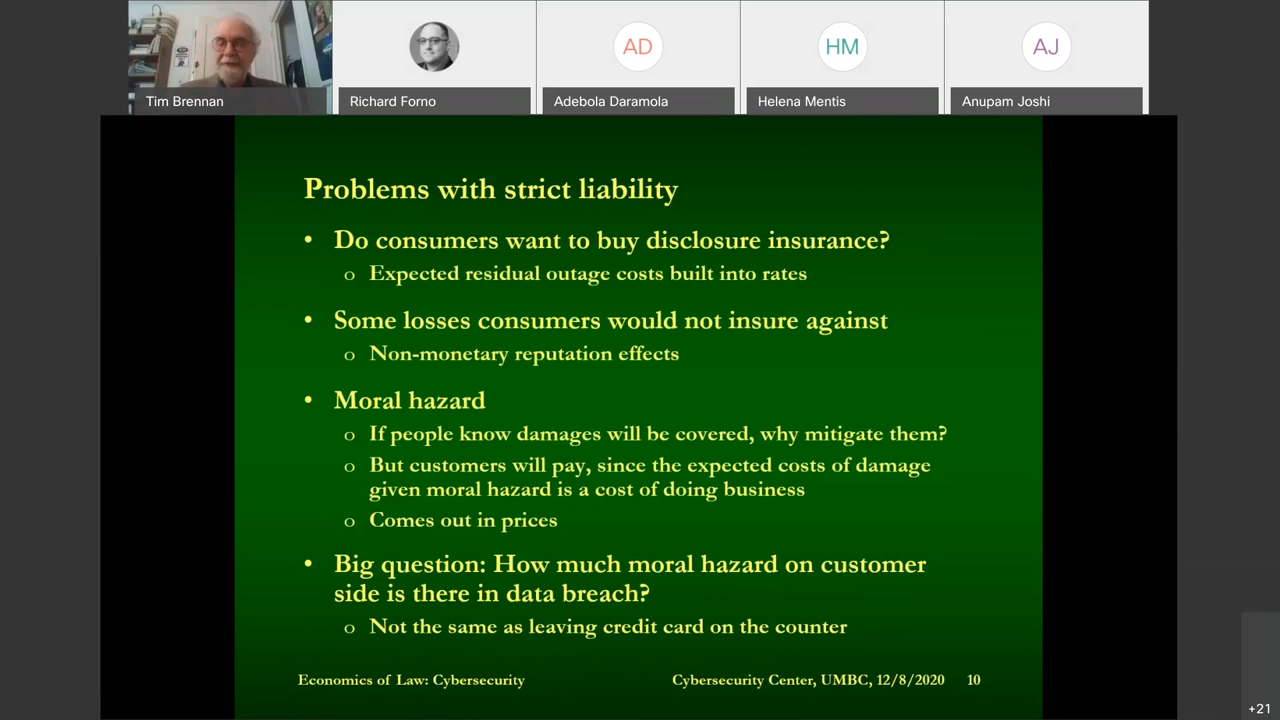 Tim Brennan
Richard Forno
AD
Adebola Daramola
HM
Helena Mentis
AJ
Anupam Joshi
Problems with strict liability
• Do consumers want to buy disclosure insurance?
o Expected residual outage costs built into rates
• Some losses consumers would not insure against
o Non-monetary reputation effects
• Moral hazard
o If people know damages will be covered, why mitigate them?
o But customers will pay, since the expected costs of damage
given moral hazard is a cost of doing business
o Comes out in prices
• Big question: How much moral hazard on customer
side is there in data breach?
o Not the same as leaving credit card on the counter
Economics of Law: Cybersecurity
Cybersecurity Center, UMBC, 12/8/2020 10
+21